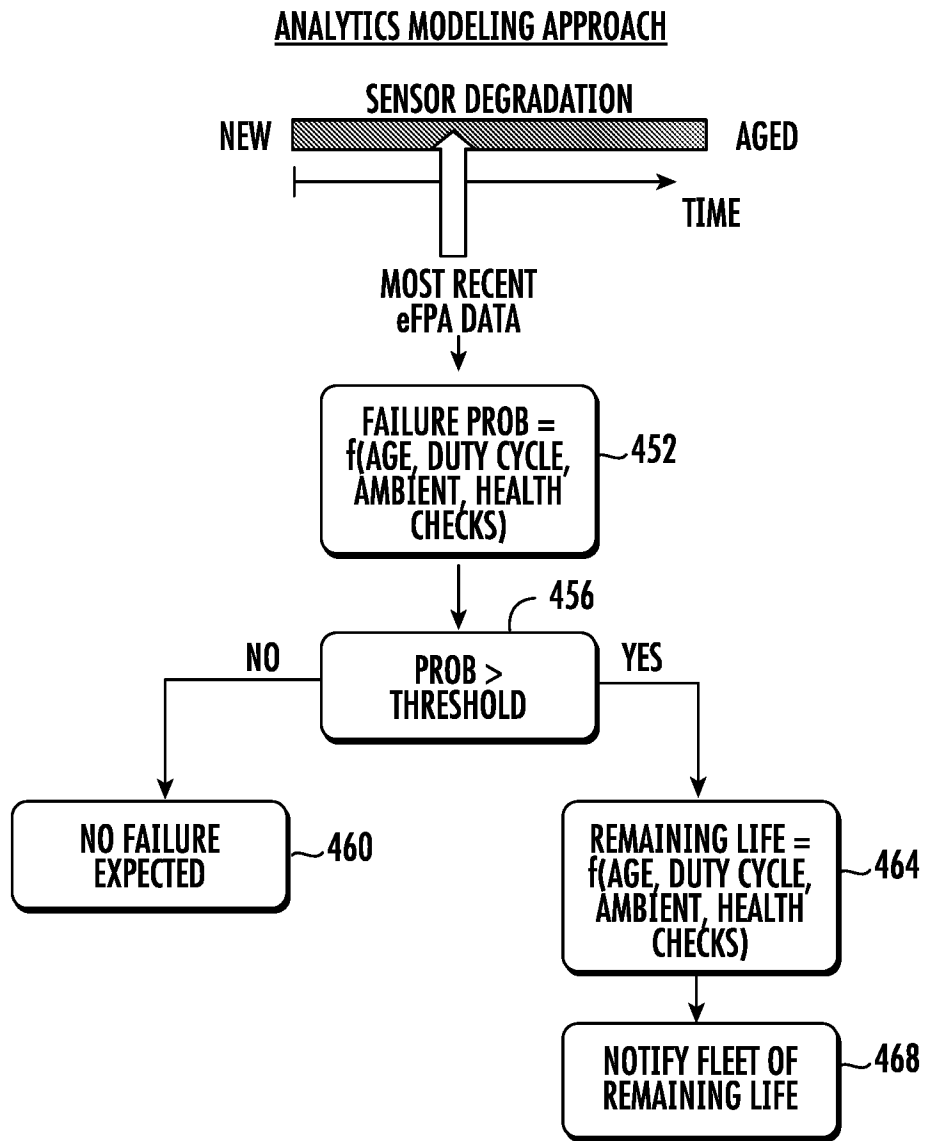 ANALYTICS MODELING APPROACH
SENSOR DEGRADATION
NEW
AGED
TIME
MOST RECENT
eFPA DATA
FAILURE PROB =
f(AGE, DUTY CYCLE,
AMBIENT, HEALTH
CHECKS)
452
456
NO
YES
PROB >
THRESHOLD
NO FAILURE
EXPECTED
460
REMAINING LIFE =
f(AGE, DUTY CYCLE,
AMBIENT, HEALTH
CHECKS)
464
NOTIFY FLEET OF
REMAINING LIFE
468